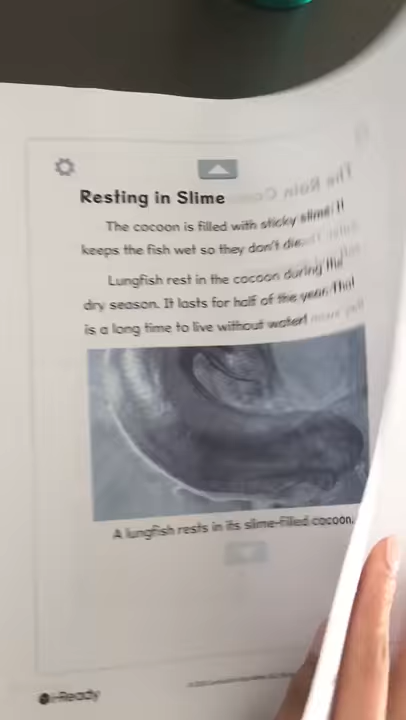 Resting in Slime
The cocoon is filled with sticky slime. It
keeps the fish wet so they don't die.
Lungfish rest in the cocoon during the
dry season. It lasts for half of the year. That
is a long time to live without water!
A lungfish rests in its slime-filled cocoon.
i-Ready